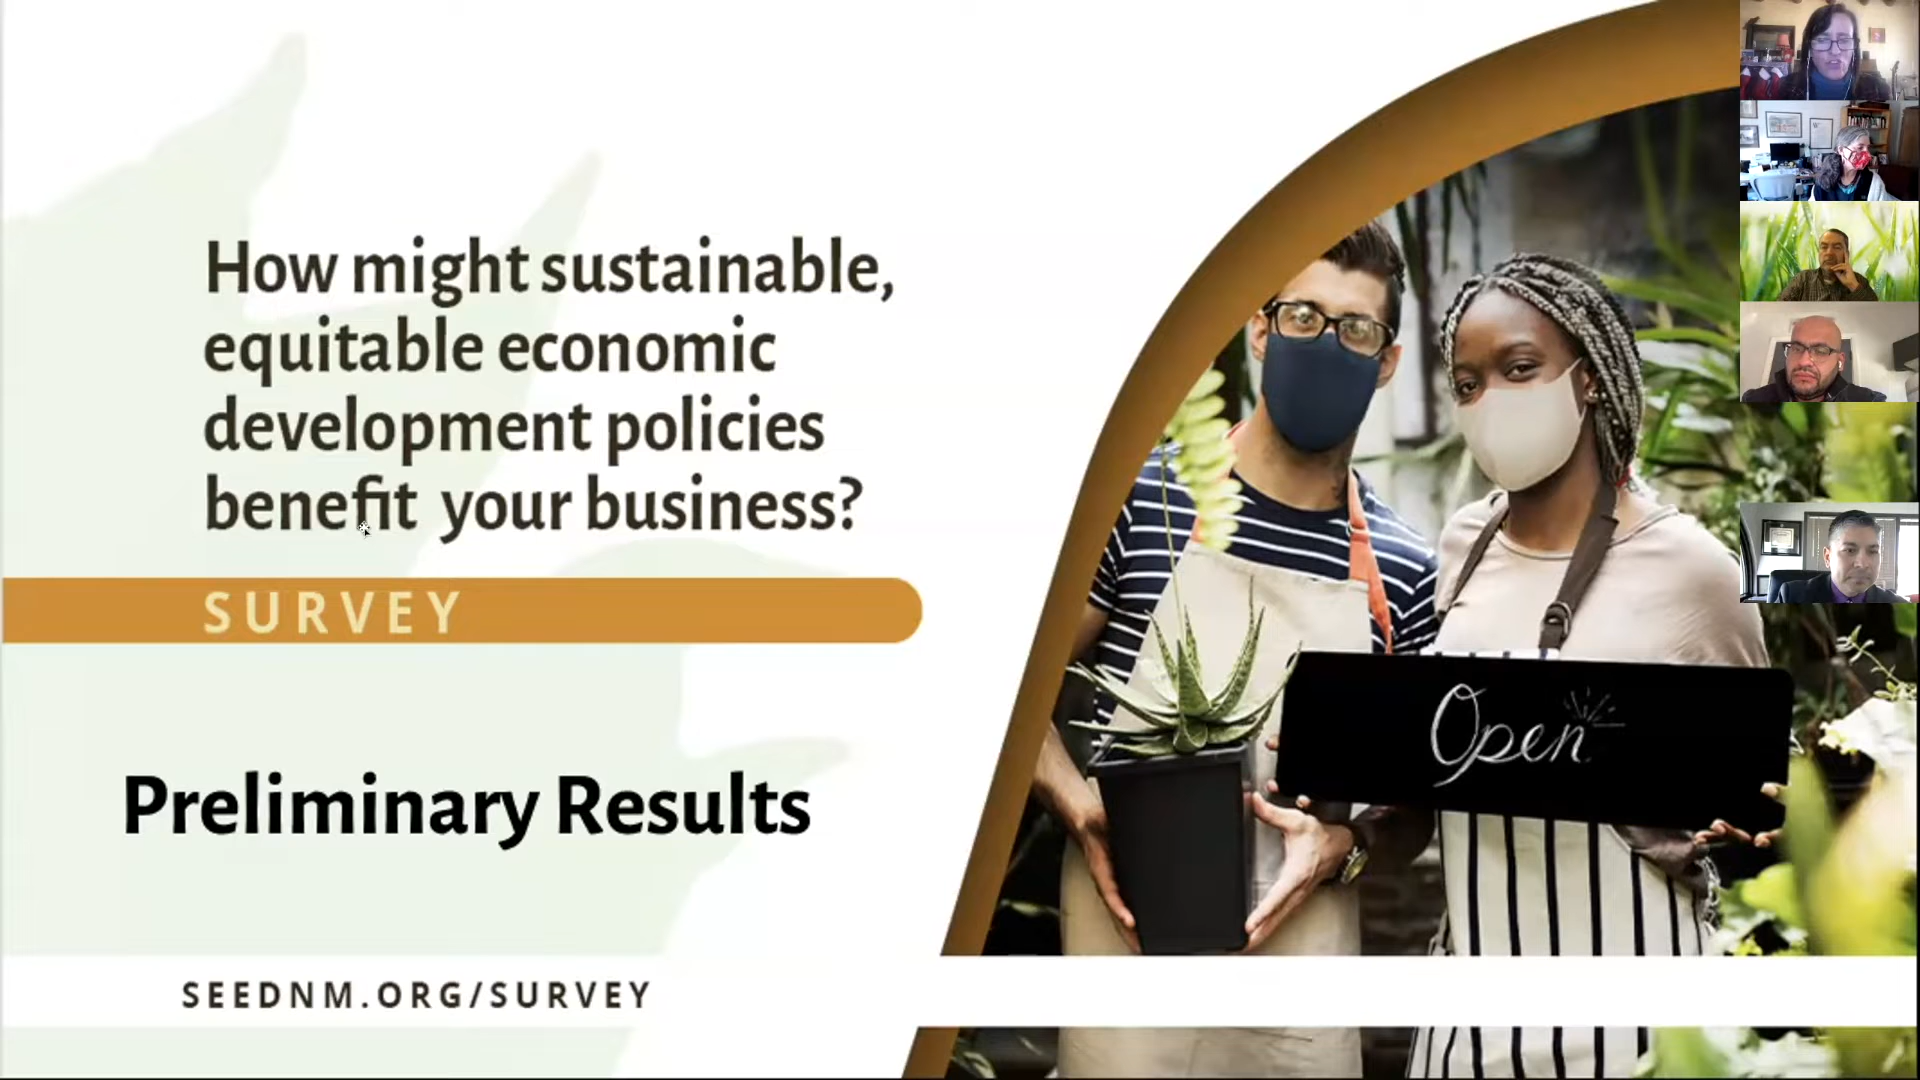 How might sustainable,
equitable economic
development policies
benefit your business?
SURVEY
Preliminary Results
SEEDNM.ORG/SURVEY
Open